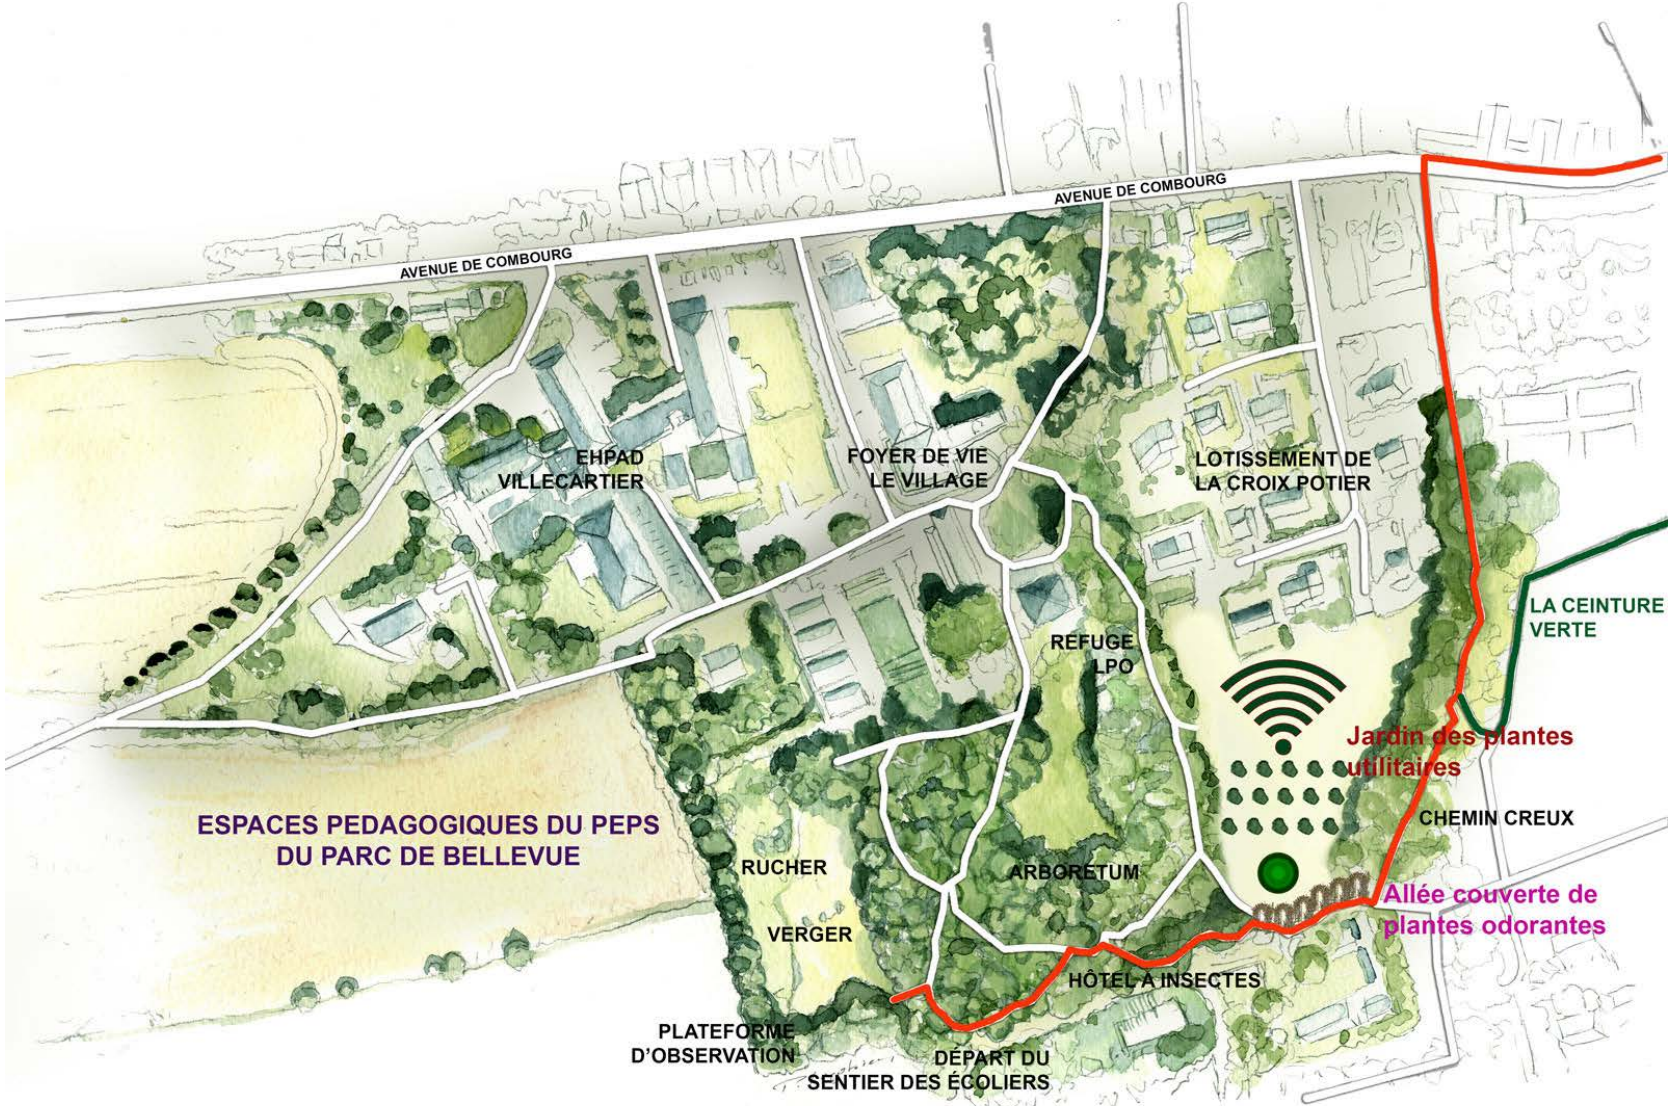 AVENUE DE COMBOURG
AVENUE DE COMBOURG
EHPAD
VILLECARTIER
FOYER DE VIE
LE VILLAGE
LOTISSEMENT DE
LA CROIX POTIER
LA CEINTURE
VERTE
REFUGE
LPO
Jardin des plantes
utilitaires
CHEMIN CREUX
ESPACES PEDAGOGIQUES DU PEPS
DU PARC DE BELLEVUE
RUCHER
ARBORETUM
VERGER
Allée couverte de
plantes odorantes
HÔTEL A INSECTES
PLATEFORME
D'OBSERVATION
DÉPART DU
SENTIER DES ÉCOLIERS